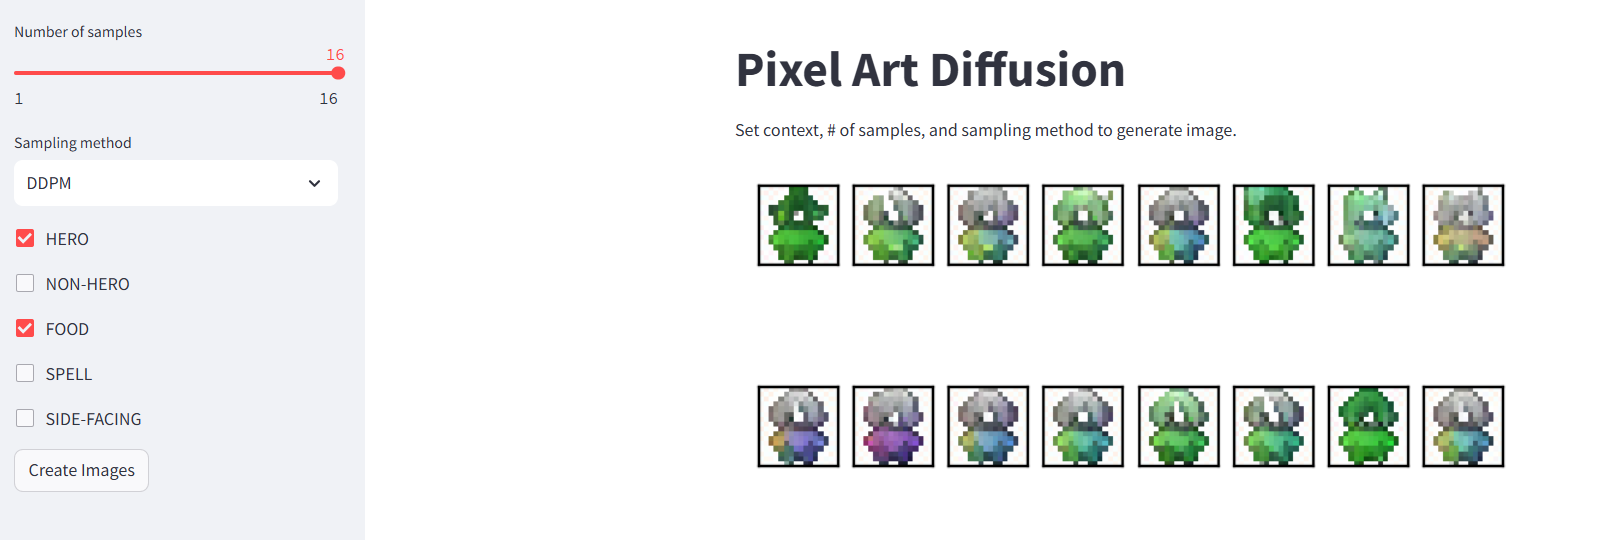 Number of samples
16
1 16
Sampling method
DDPM
HERO
NON-HERO
FOOD
SPELL
SIDE-FACING
Create Images
Pixel Art Diffusion
Set context, # of samples, and sampling method to generate image.